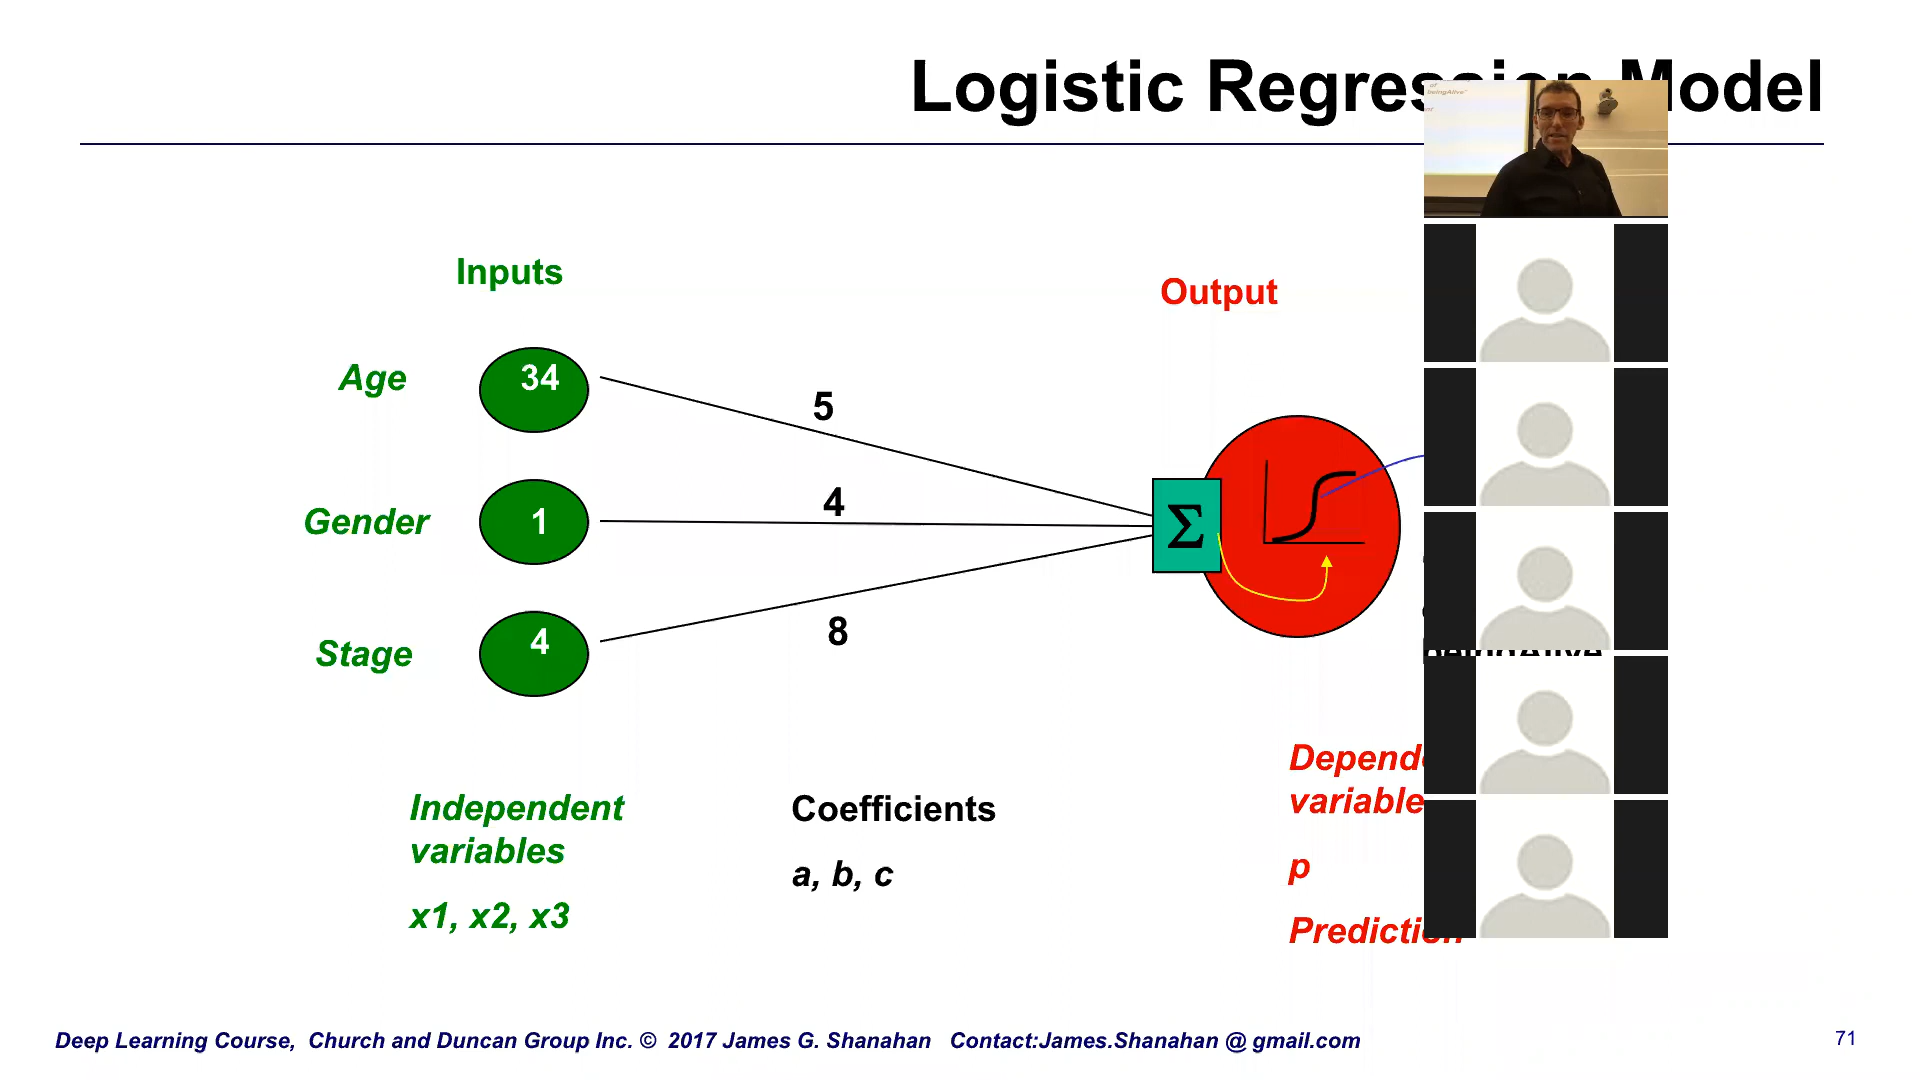 Logistic Regression Model
Inputs
Output
Age
34
5
Gender
1
4
Σ
Stage
4
8
beingAlive
Independent
variables
x1, x2, x3
Coefficients
a, b, c
variable
p
Prediction
Deep Learning Course, Church and Duncan Group Inc. © 2017 James G. Shanahan Contact:James.Shanahan @ gmail.com
71